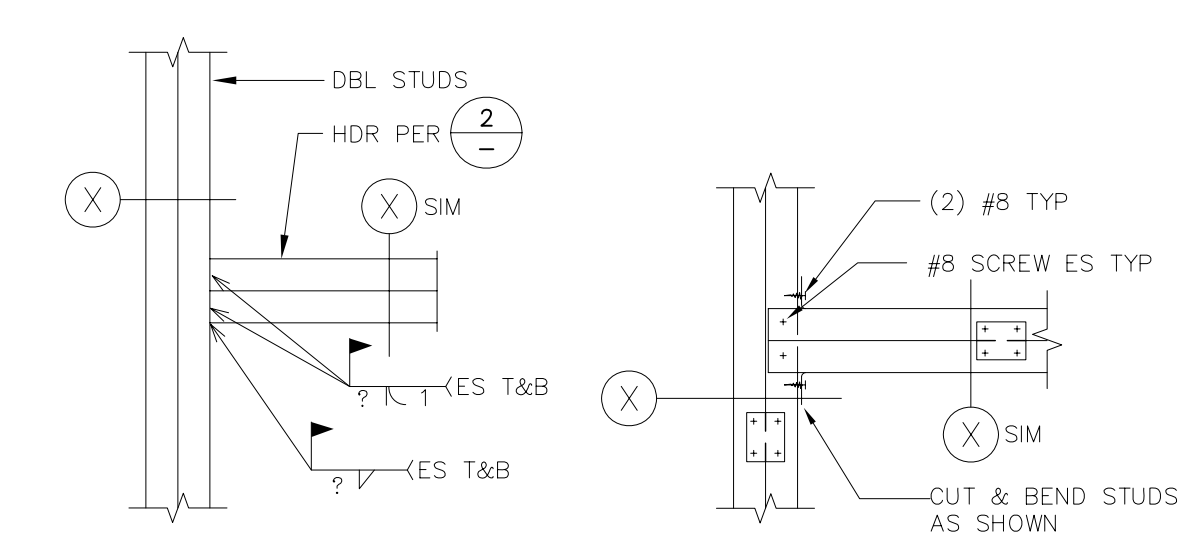 DBL STUDS
HDR PER 2
–
X
X SIM
? 1 ES T&B
? ES T&B
(2) #8 TYP
#8 SCREW ES TYP
X
X SIM
CUT & BEND STUDS
AS SHOWN